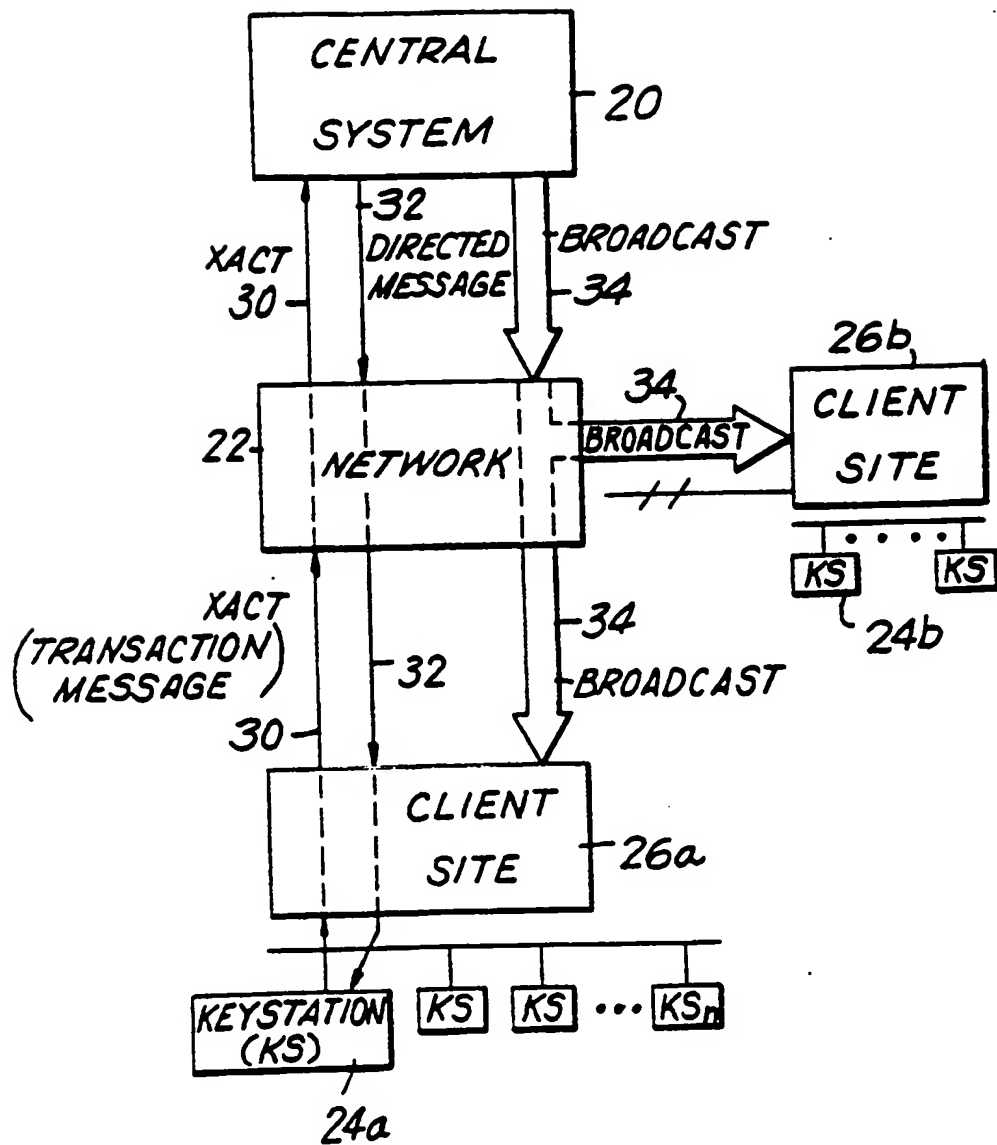 CENTRAL
SYSTEM
20
32
XACT
30
DIRECTED
MESSAGE
BROADCAST
34
26b
CLIENT
SITE
34
BROADCAST
22
NETWORK
KS
KS
24b
XACT
(TRANSACTION
MESSAGE)
30
32
34
BROADCAST
CLIENT
SITE
26a
KEYSTATION
(KS)
KS
KS
KSn
24a